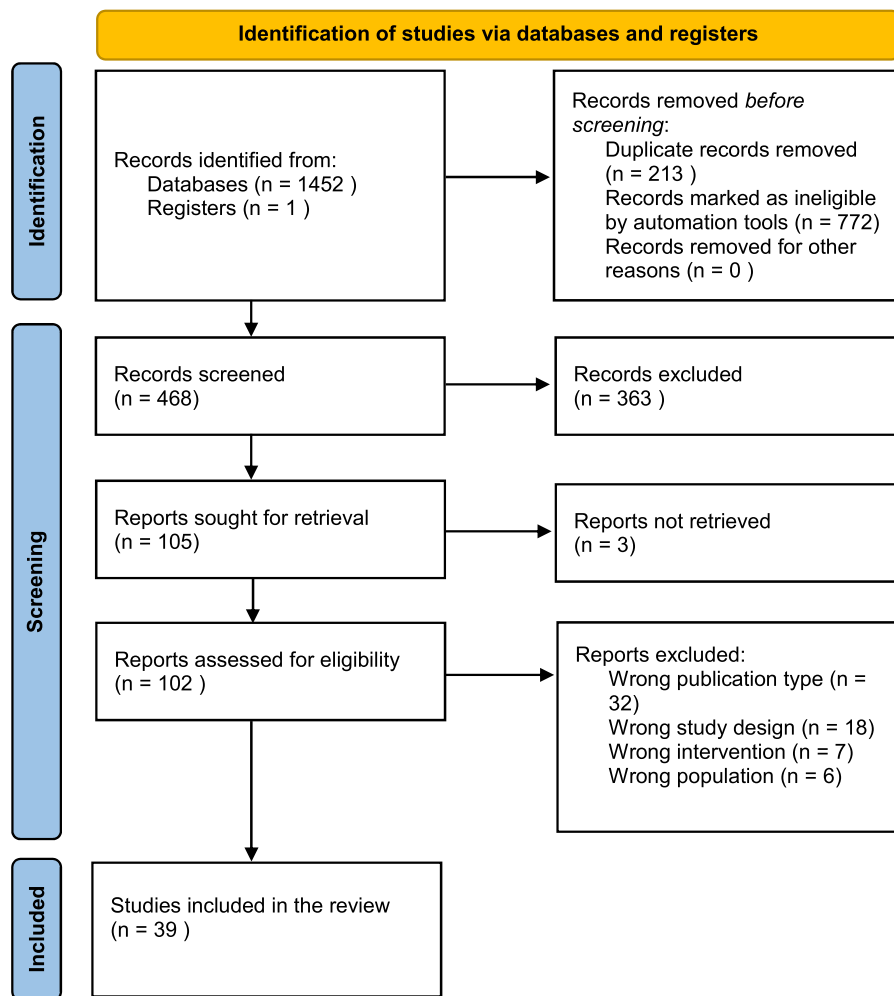 Identification of studies via databases and registers
Identification
Records identified from:
Databases (n = 1452 )
Registers (n = 1 )
Records removed before
screening:
Duplicate records removed
(n = 213 )
Records marked as ineligible
by automation tools (n = 772)
Records removed for other
reasons (n = 0 )
Screening
Records screened
(n = 468)
Records excluded
(n = 363 )
Reports sought for retrieval
(n = 105)
Reports not retrieved
(n = 3)
Reports assessed for eligibility
(n = 102 )
Reports excluded:
Wrong publication type (n =
32)
Wrong study design (n = 18)
Wrong intervention (n = 7)
Wrong population (n = 6)
Included
Studies included in the review
(n = 39 )